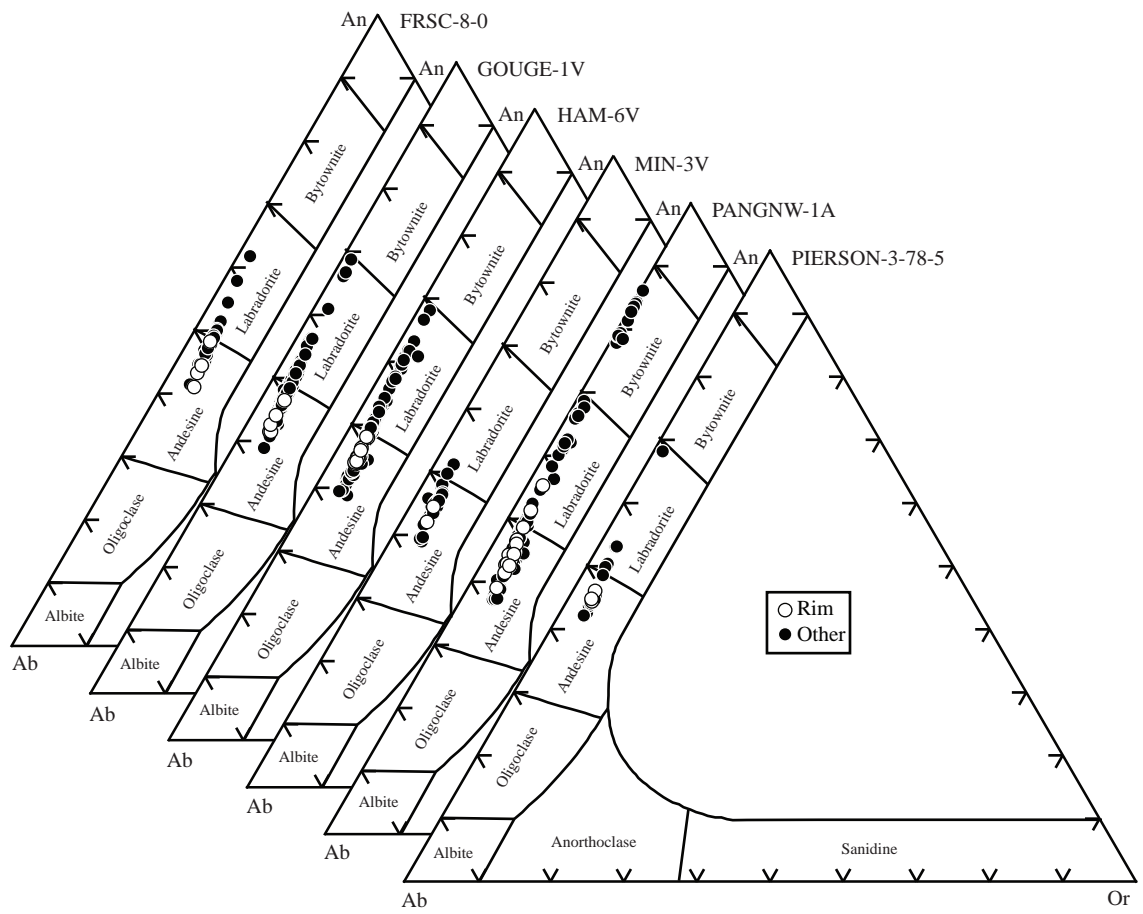 An FRSC-8-0
An GOUGE-1V
An HAM-6V
An MIN-3V
An PANGNW-1A
An PIERSON-3-78-5
Bytownite
Labradorite
Andesine
Oligoclase
Albite
Ab
Bytownite
Labradorite
Andesine
Oligoclase
Albite
Ab
Bytownite
Labradorite
Andesine
Oligoclase
Albite
Ab
Bytownite
Labradorite
Andesine
Oligoclase
Albite
Ab
Bytownite
Labradorite
Andesine
Oligoclase
Albite
Ab
Bytownite
Labradorite
Andesine
Oligoclase
Albite
Anorthoclase
Sanidine
Ab
Or
Rim
Other